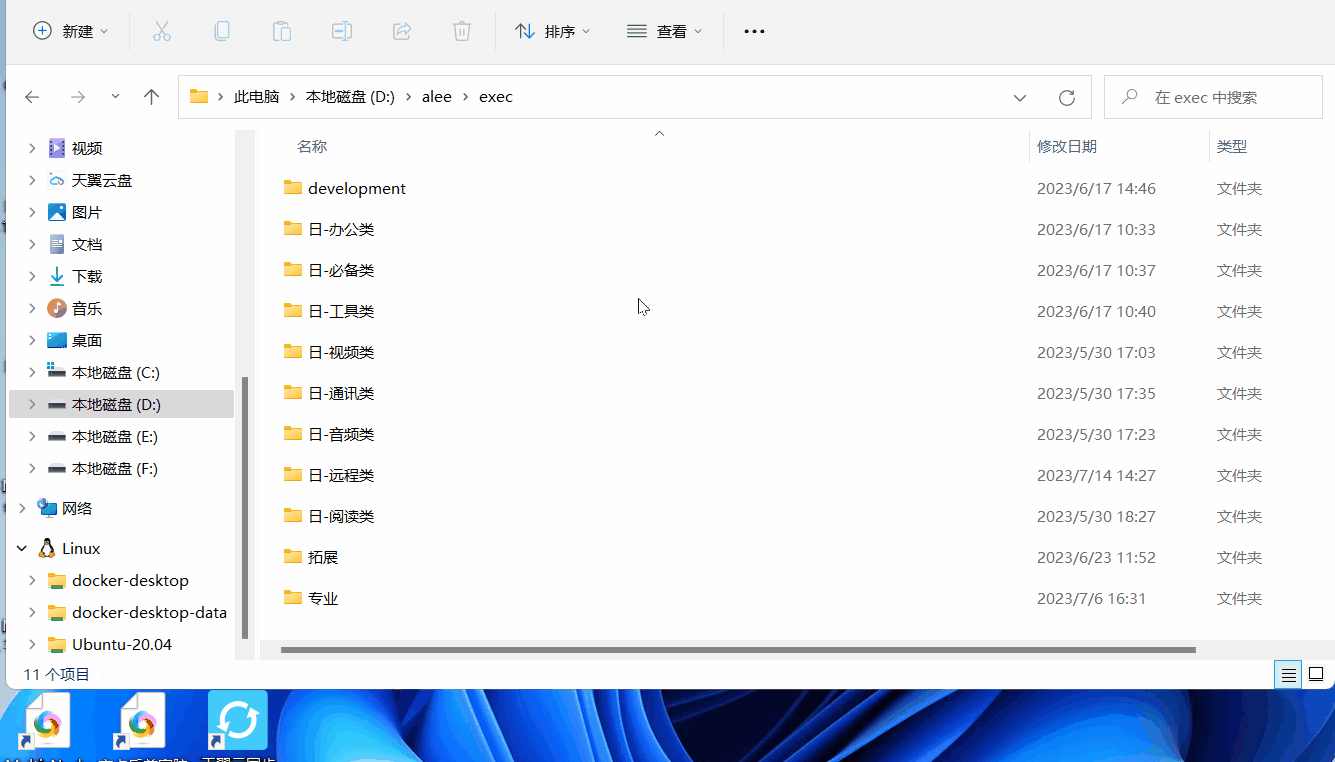 新建
排序
查看
此电脑 本地磁盘 (D:) alee exec
在 exec 中搜索
视频
天翼云盘
图片
文档
下载
音乐
桌面
本地磁盘 (C:)
本地磁盘 (D:)
本地磁盘 (E:)
本地磁盘 (F:)
网络
Linux
docker-desktop
docker-desktop-data
Ubuntu-20.04
名称 修改日期 类型
development 2023/6/17 14:46 文件夹
日-办公类 2023/6/17 10:33 文件夹
日-必备类 2023/6/17 10:37 文件夹
日-工具类 2023/6/17 10:40 文件夹
日-视频类 2023/5/30 17:03 文件夹
日-通讯类 2023/5/30 17:35 文件夹
日-音频类 2023/5/30 17:23 文件夹
日-远程类 2023/7/14 14:27 文件夹
日-阅读类 2023/5/30 18:27 文件夹
拓展 2023/6/23 11:52 文件夹
专业 2023/7/6 16:31 文件夹
11 个项目